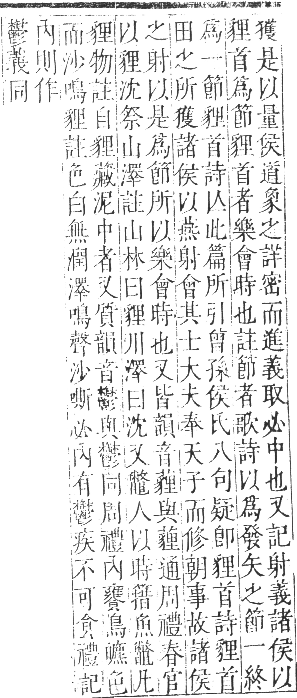 獲是以量侯道象之詳密而進義取必中也又記射義諸侯以
貍首爲節貍首者樂會時也註節者歌詩以爲發矢之節一終
爲一節貍首詩以此篇所引曾孫侯氏八句疑卽貍首詩貍首
田之所獲諸侯以燕射會其士大夫奉天子而修朝事故諸侯
之射以是爲節所以樂會時也又皆韻音貍與薶通周禮春官
以貍沈祭山澤註山林曰貍川澤曰沈又鼈人以時簎魚鼈凡
貍物註自貍藏泥中者又質韻音鬱與鬱同周禮內饔鳥皫色
而沙鳴貍註色白無潤澤鳴聲沙嘶必內有鬱疾不可食禮記
內則作
鬱義同